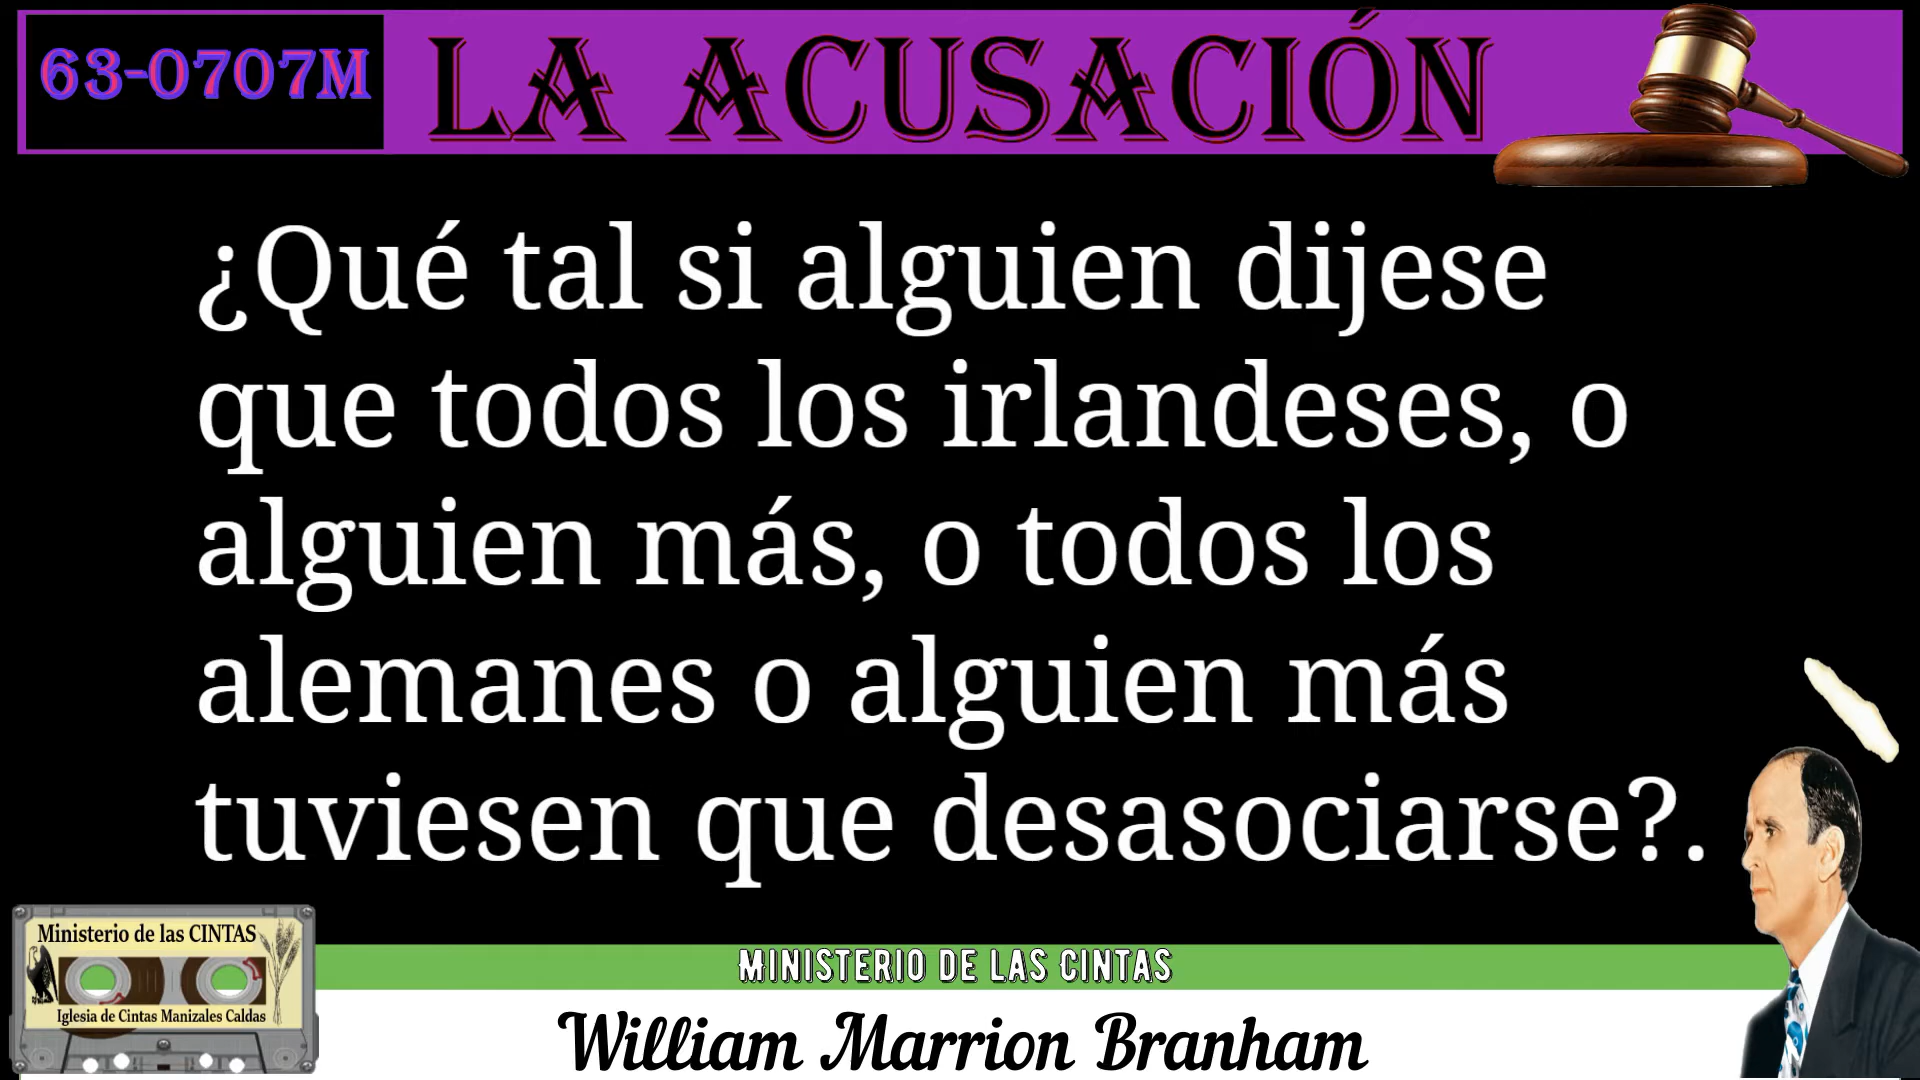 63-0707M
LA ACUSACIÓN
¿Qué tal si alguien dijese
que todos los irlandeses, o
alguien más, o todos los
alemanes o alguien más
tuviesen que desasociarse?.
Ministerio de las CINTAS
Iglesia de Cintas Manizales Caldas
MINISTERIO DE LAS CINTAS
William Marrion Branham